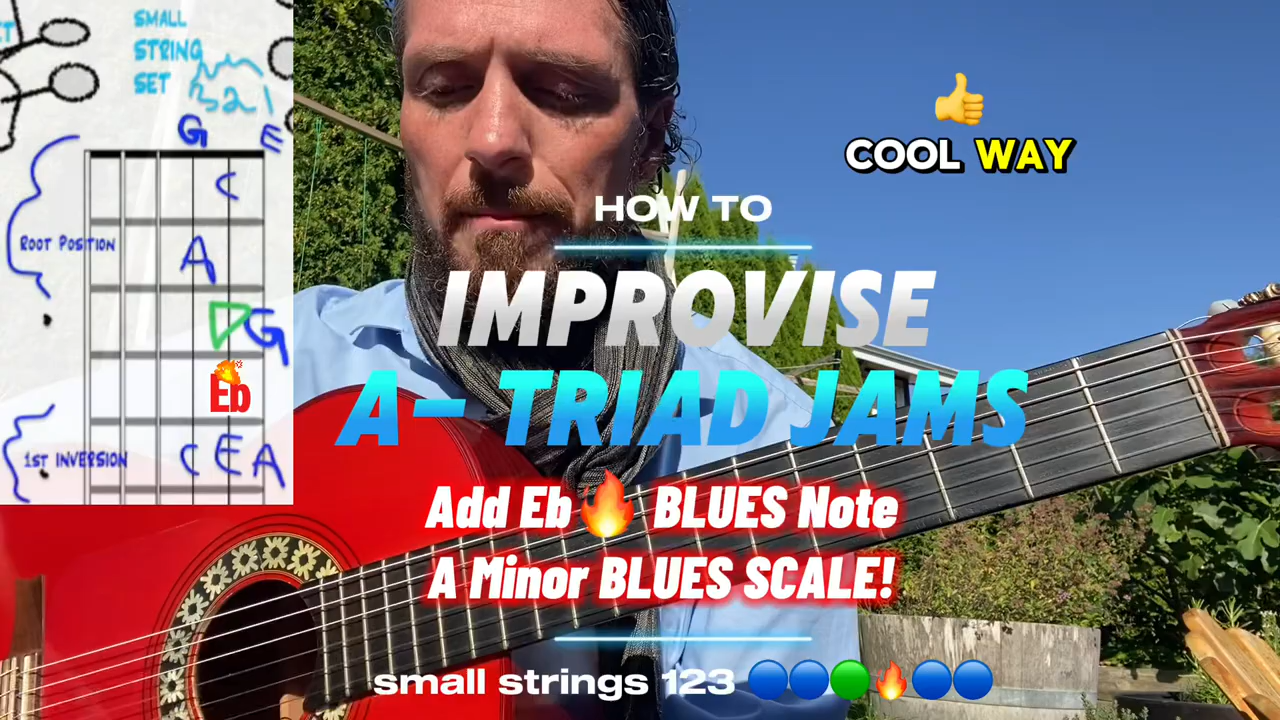 SMALL
STRING
SET
321
G E
C
ROOT POSITION
A
G
Eb
1ST INVERSION
C E A
👍
COOL WAY
HOW TO
IMPROVISE
A- TRIAD JAMS
Add Eb🔥 BLUES Note
A Minor BLUES SCALE!
small strings 123 🔵🔵🟢🔥🔵🔵